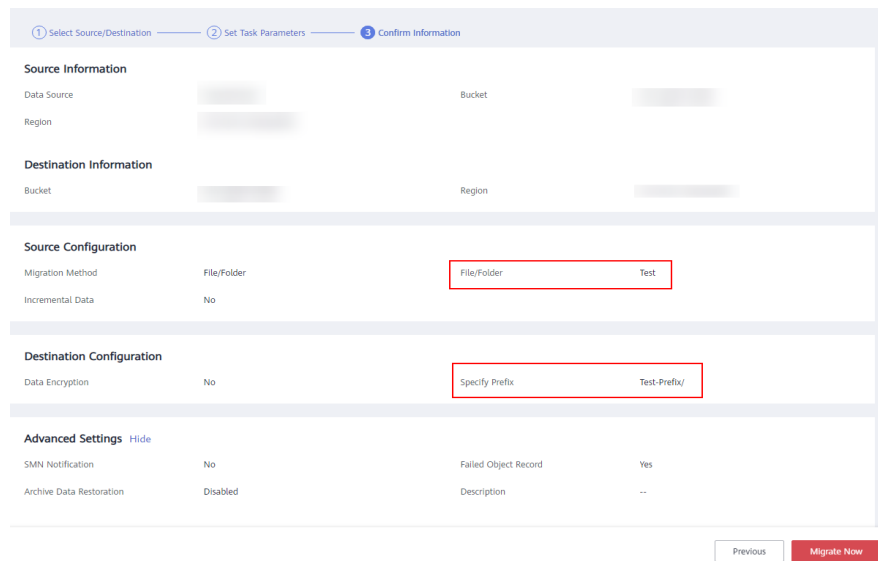 1 Select Source/Destination 2 Set Task Parameters 3 Confirm Information
Source Information
Data Source Bucket
Region
Destination Information
Bucket Region
Source Configuration
Migration Method File/Folder File/Folder Test
Incremental Data No
Destination Configuration
Data Encryption No Specify Prefix Test-Prefix/
Advanced Settings Hide
SMN Notification No Failed Object Record Yes
Archive Data Restoration Disabled Description --
Previous Migrate Now